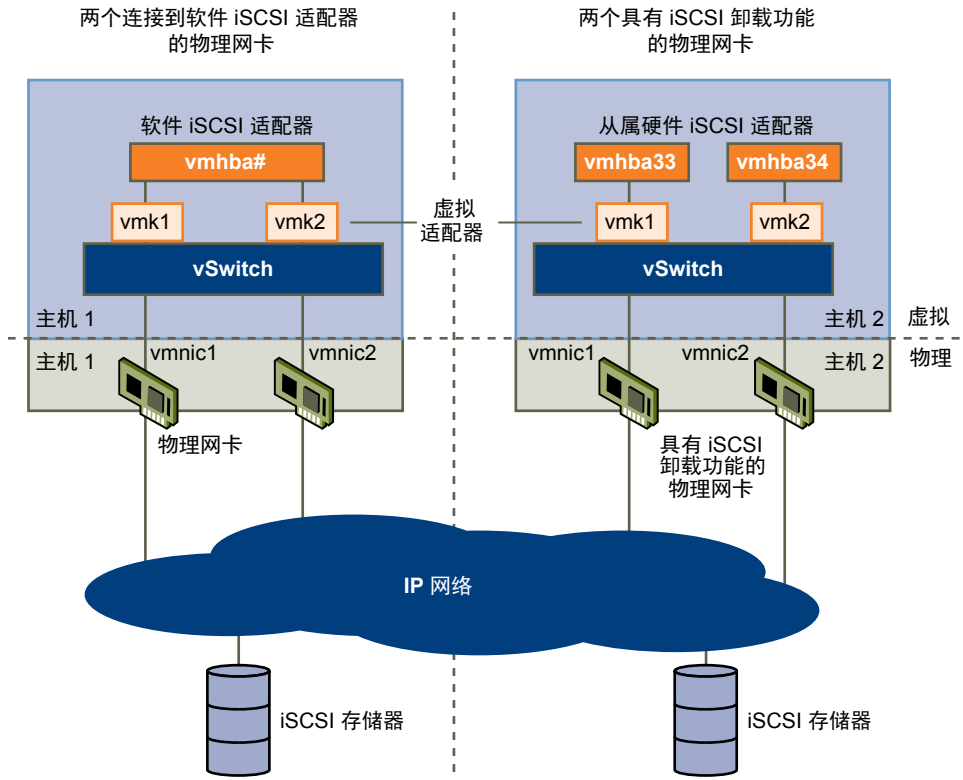 两个连接到软件 iSCSI 适配器
的物理网卡
两个具有 iSCSI 卸载功能
的物理网卡
软件 iSCSI 适配器
vmhba#
vmk1
vmk2
vSwitch
主机 1
主机 1
vmnic1
vmnic2
物理网卡
虚拟
适配器
从属硬件 iSCSI 适配器
vmhba33
vmhba34
vmk1
vmk2
vSwitch
主机 2
虚拟
vmnic1
vmnic2
主机 2
物理
具有 iSCSI
卸载功能的
物理网卡
IP 网络
iSCSI 存储器
iSCSI 存储器